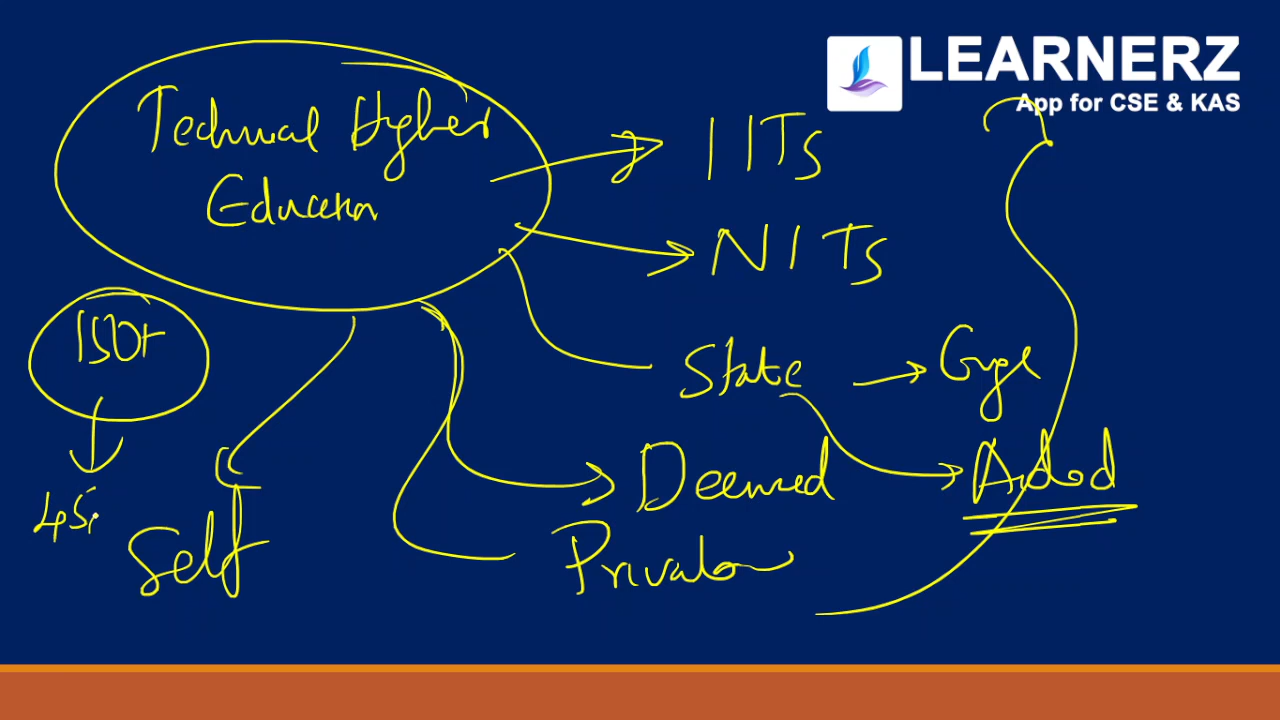 LEARNERZ
App for CSE & KAS
Technical Higher
Education
IITs
NITs
150+
State
Deemed
Aided
45
Self
Private